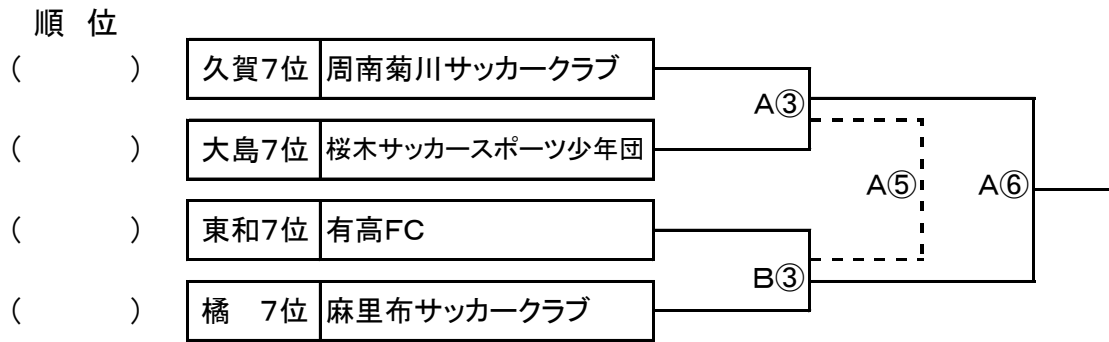 順 位
(　　　) 久賀7位 周南菊川サッカークラブ
A③
(　　　) 大島7位 桜木サッカースポーツ少年団
A⑤ A⑥
(　　　) 東和7位 有高FC
B③
(　　　) 橘　7位 麻里布サッカークラブ